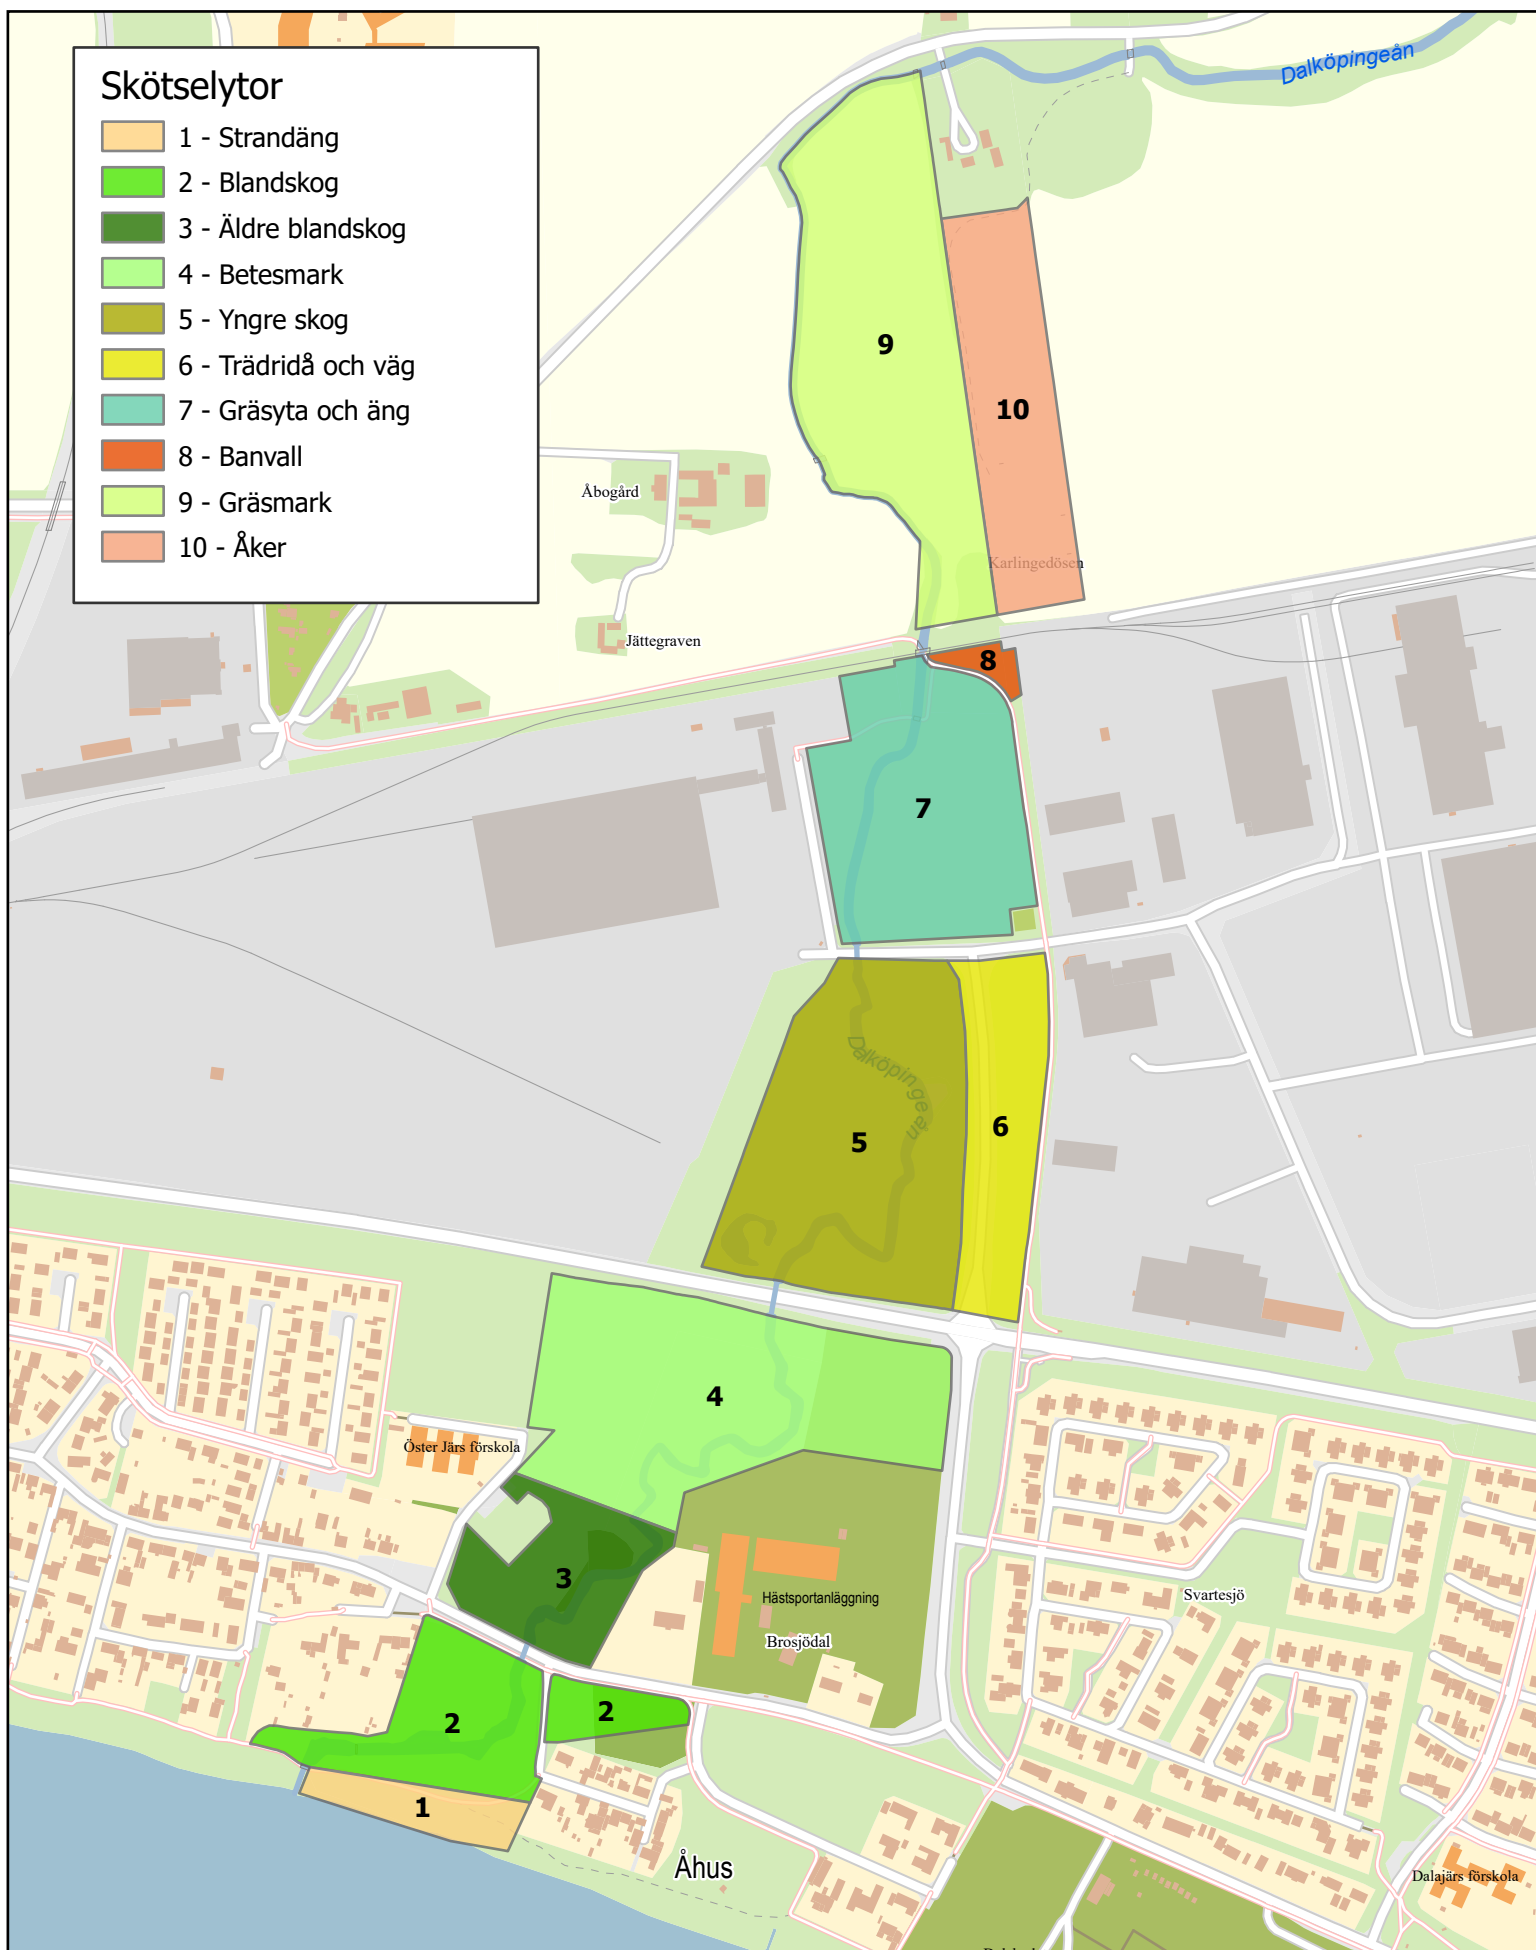 Dalköpingeån
Skötselytor
1 - Strandäng
2 - Blandskog
3 - Äldre blandskog
4 - Betesmark
5 - Yngre skog
6 - Trädridå och väg
7 - Gräsyta och äng
8 - Banvall
9 - Gräsmark
10 - Åker
9
10
Åbogård
Karlingedösen
Jättegraven
8
7
Dalköpingeån
5
6
4
Öster Järs förskola
3
Hästsportanläggning
Svartesjö
Brosjödal
2
2
1
Åhus
Dalajärs förskola